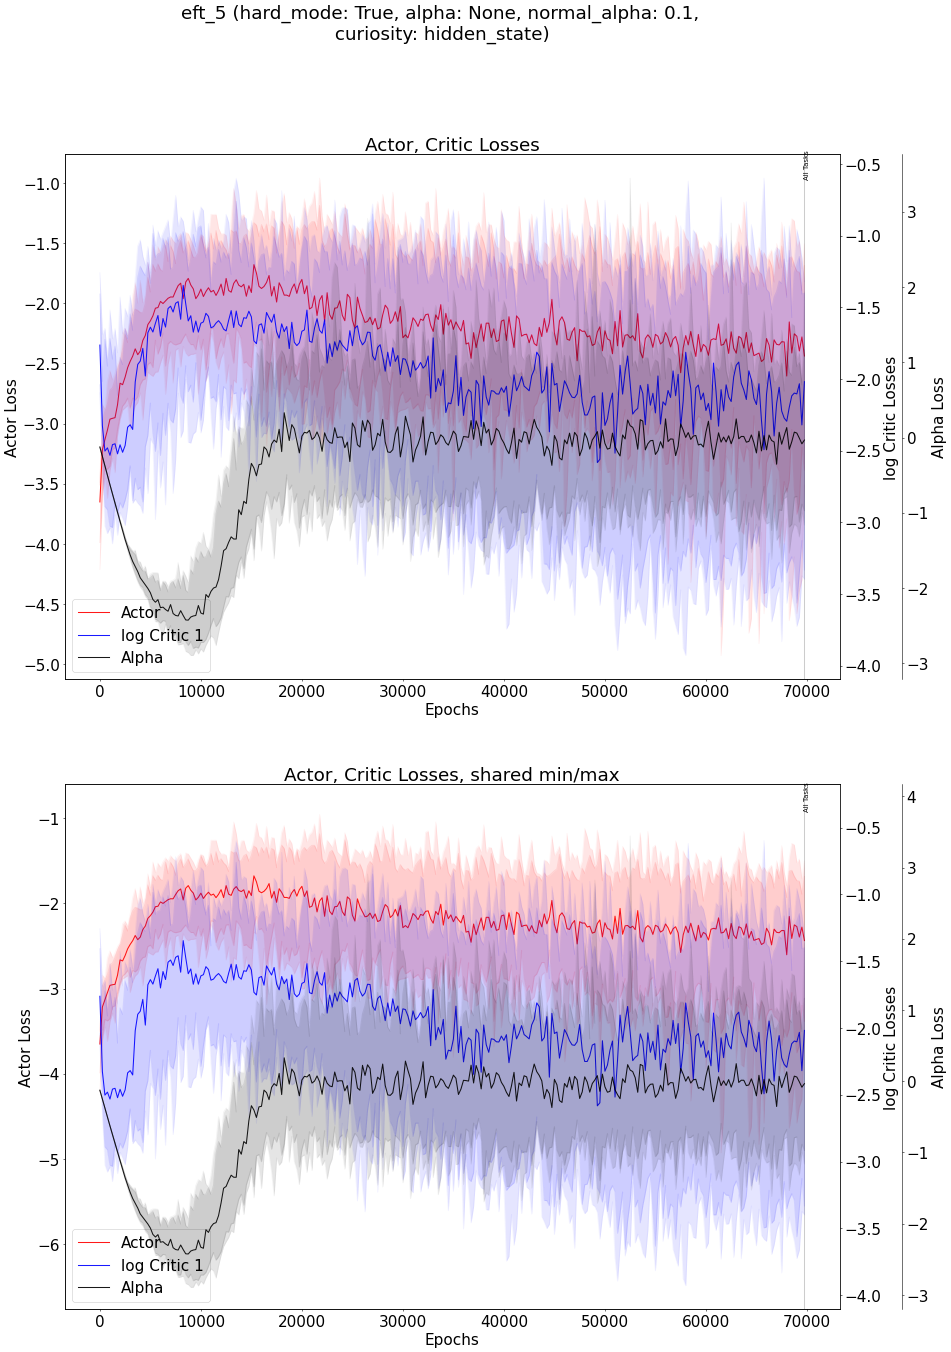 eft_5 (hard_mode: True, alpha: None, normal_alpha: 0.1,
curiosity: hidden_state)
Actor, Critic Losses
All Tasks
−1.0
−1.5
−2.0
−2.5
−3.0
−3.5
−4.0
−4.5
−5.0
Actor Loss
−0.5
−1.0
−1.5
−2.0
−2.5
−3.0
−3.5
−4.0
log Critic Losses
3
2
1
0
−1
−2
−3
Alpha Loss
Actor
log Critic 1
Alpha
0 10000 20000 30000 40000 50000 60000 70000
Epochs
Actor, Critic Losses, shared min/max
All Tasks
−1
−2
−3
−4
−5
−6
Actor Loss
−0.5
−1.0
−1.5
−2.0
−2.5
−3.0
−3.5
−4.0
log Critic Losses
4
3
2
1
0
−1
−2
−3
Alpha Loss
Actor
log Critic 1
Alpha
0 10000 20000 30000 40000 50000 60000 70000
Epochs